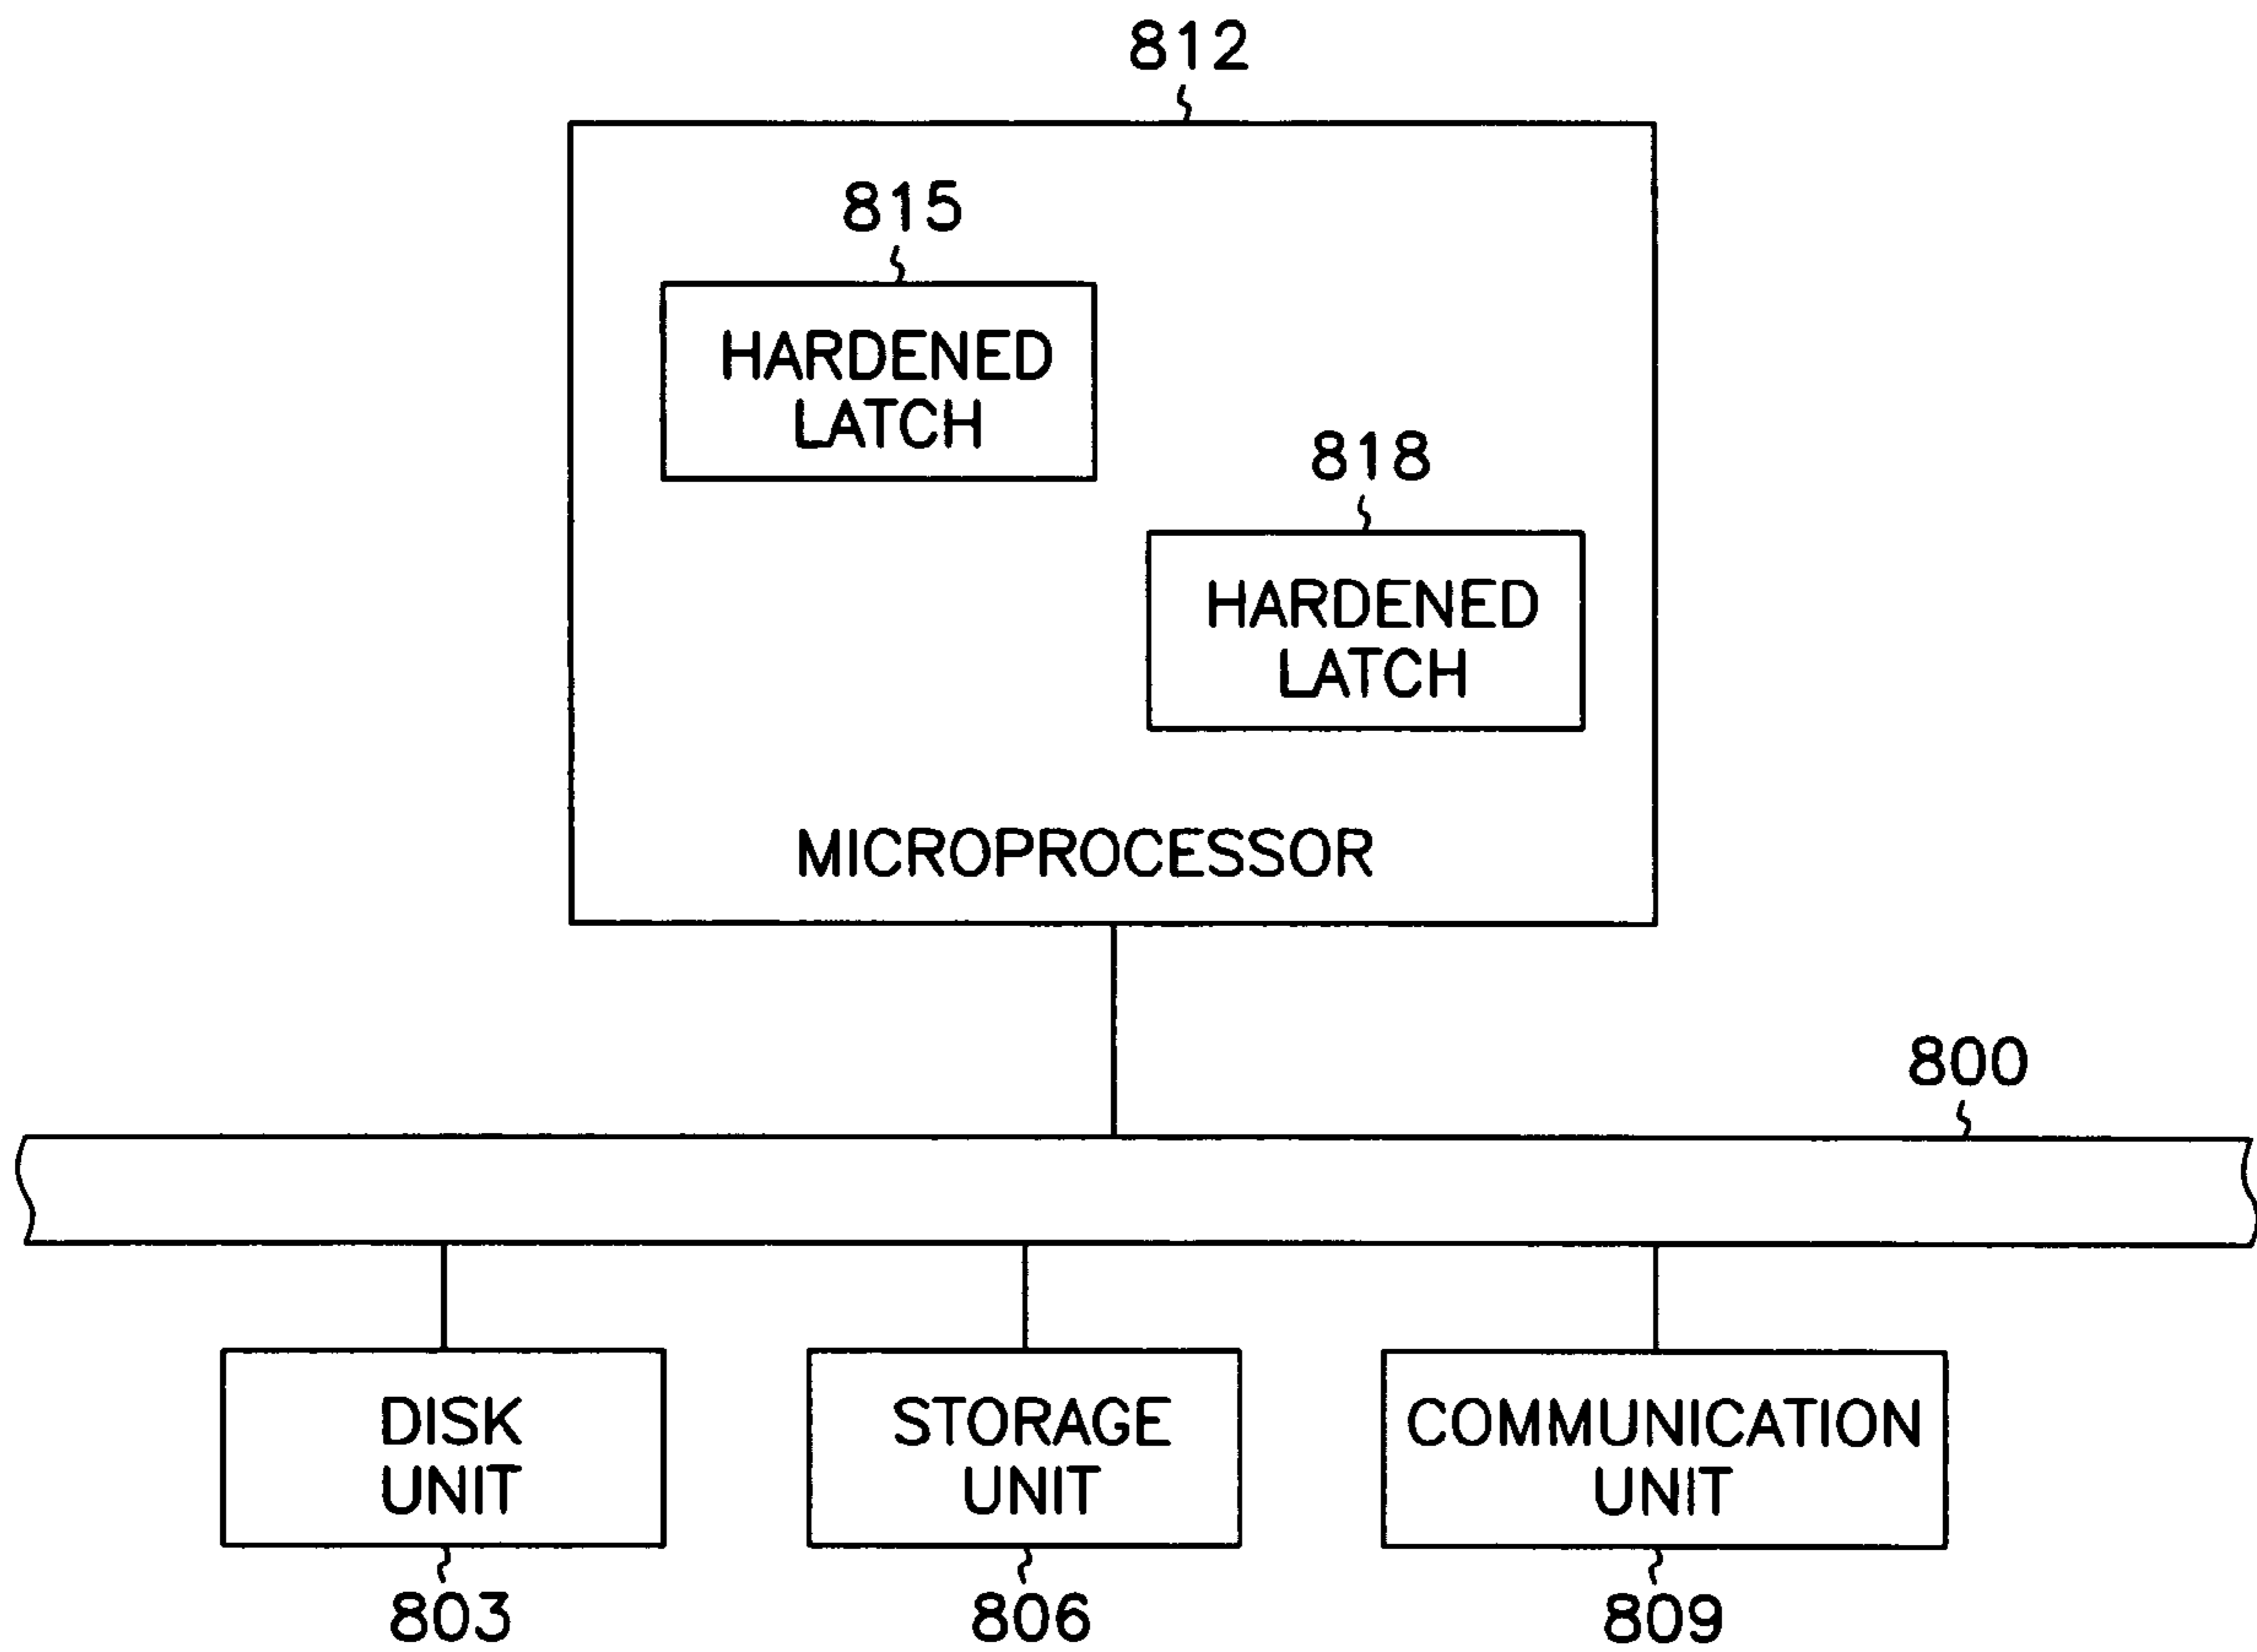 812
815
HARDENED
LATCH
818
HARDENED
LATCH
MICROPROCESSOR
800
DISK
UNIT
STORAGE
UNIT
COMMUNICATION
UNIT
803
806
809